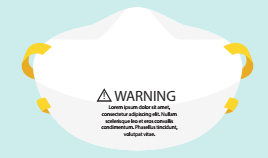 ⚠ WARNING
Lorem ipsum dolor sit amet,
consectetur adipiscing elit. Nullam
scelerisque leo et eros convallis
condimentum. Phasellus tincidunt,
volutpat vitae.